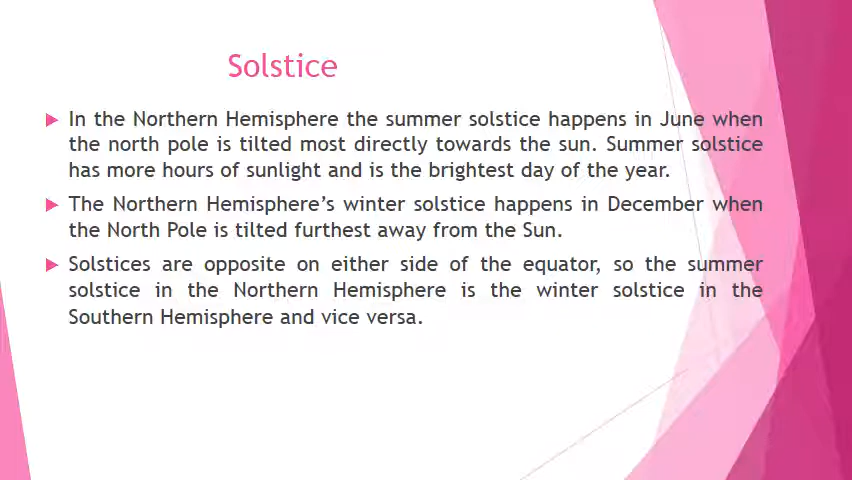 Solstice
In the Northern Hemisphere the summer solstice happens in June when
the north pole is tilted most directly towards the sun. Summer solstice
has more hours of sunlight and is the brightest day of the year.
The Northern Hemisphere’s winter solstice happens in December when
the North Pole is tilted furthest away from the Sun.
Solstices are opposite on either side of the equator, so the summer
solstice in the Northern Hemisphere is the winter solstice in the
Southern Hemisphere and vice versa.